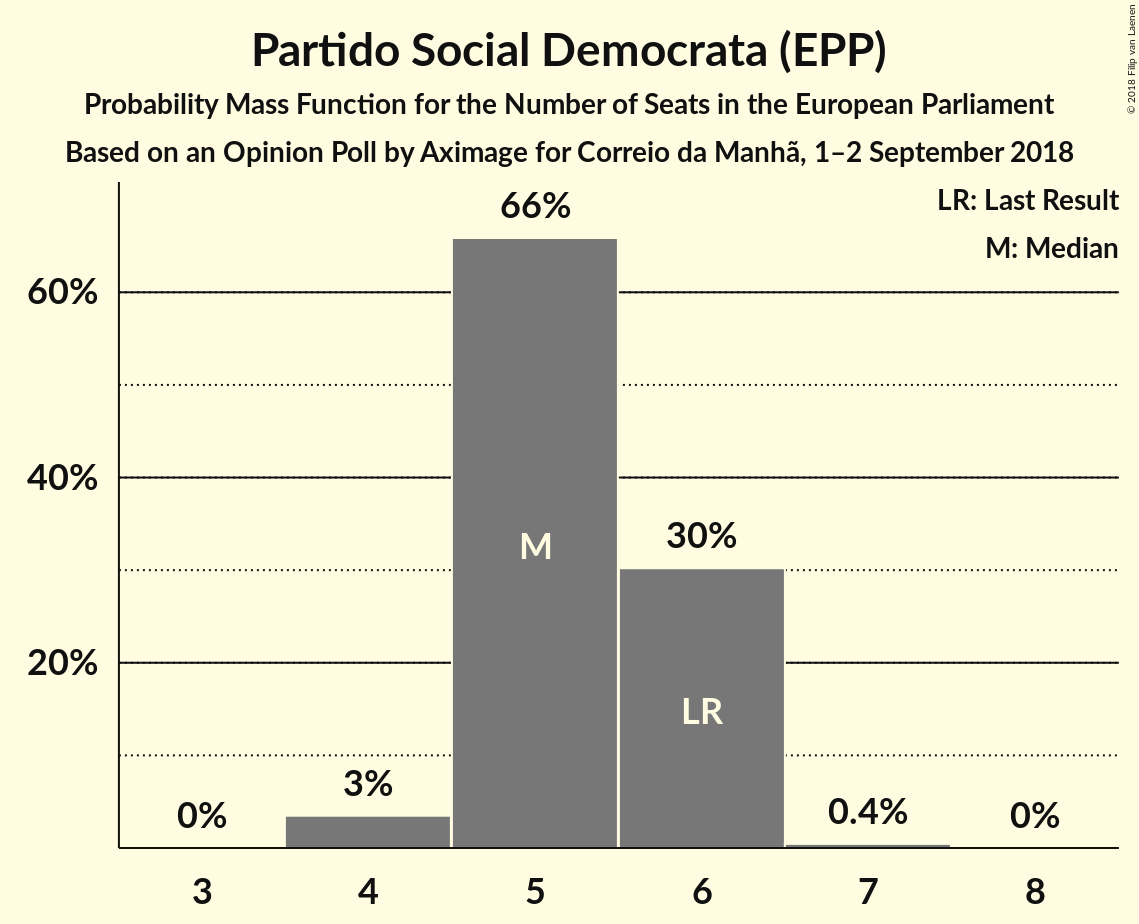 Partido Social Democrata (EPP)
Probability Mass Function for the Number of Seats in the European Parliament
Based on an Opinion Poll by Aximage for Correio da Manhã, 1–2 September 2018
© 2018 Filip van Laenen
LR: Last Result
M: Median
66%
60%
40%
M
30%
20%
LR
3%
0%
0.4%
0%
3 4 5 6 7 8